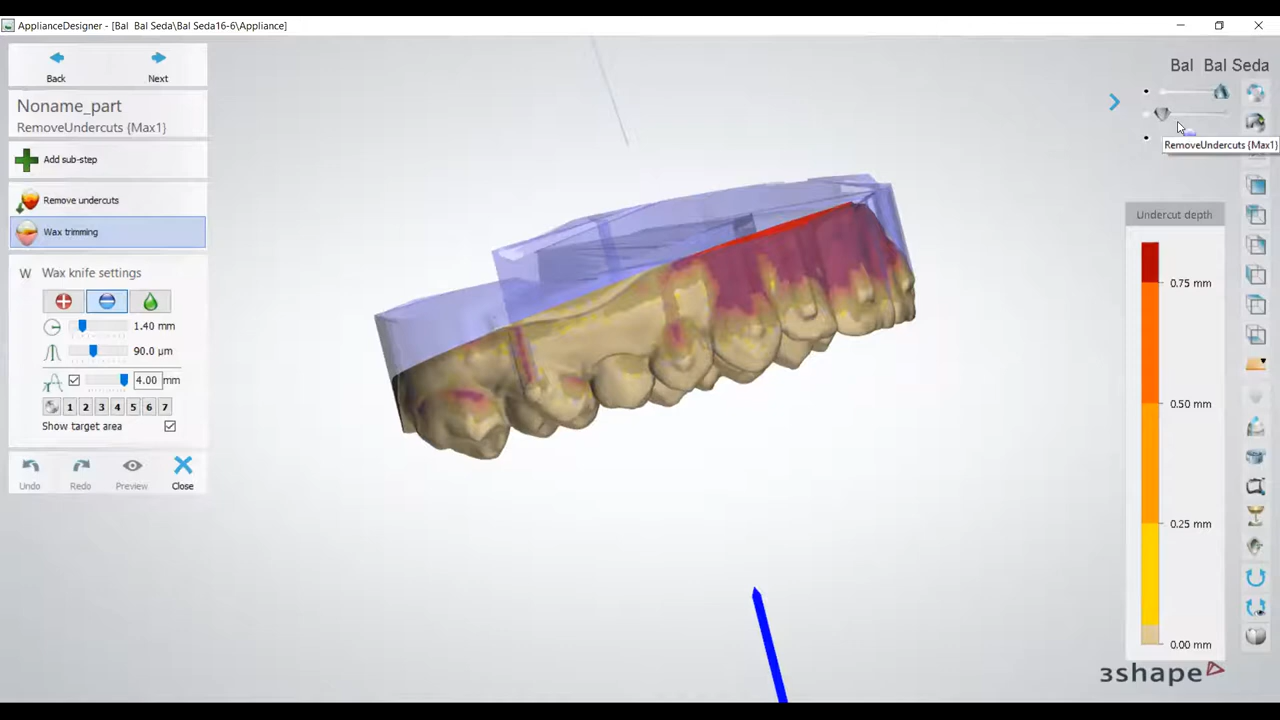 ApplianceDesigner - [Bal  Bal Seda\Bal Seda16-6\Appliance]
Back
Next
Bal  Bal Seda
Noname_part
RemoveUndercuts {Max1}
RemoveUndercuts {Max1}
Add sub-step
Remove undercuts
Wax trimming
W Wax knife settings
1.40 mm
90.0 µm
4.00 mm
1 2 3 4 5 6 7
Show target area
Undo
Redo
Preview
Close
Undercut depth
0.75 mm
0.50 mm
0.25 mm
0.00 mm
3shape